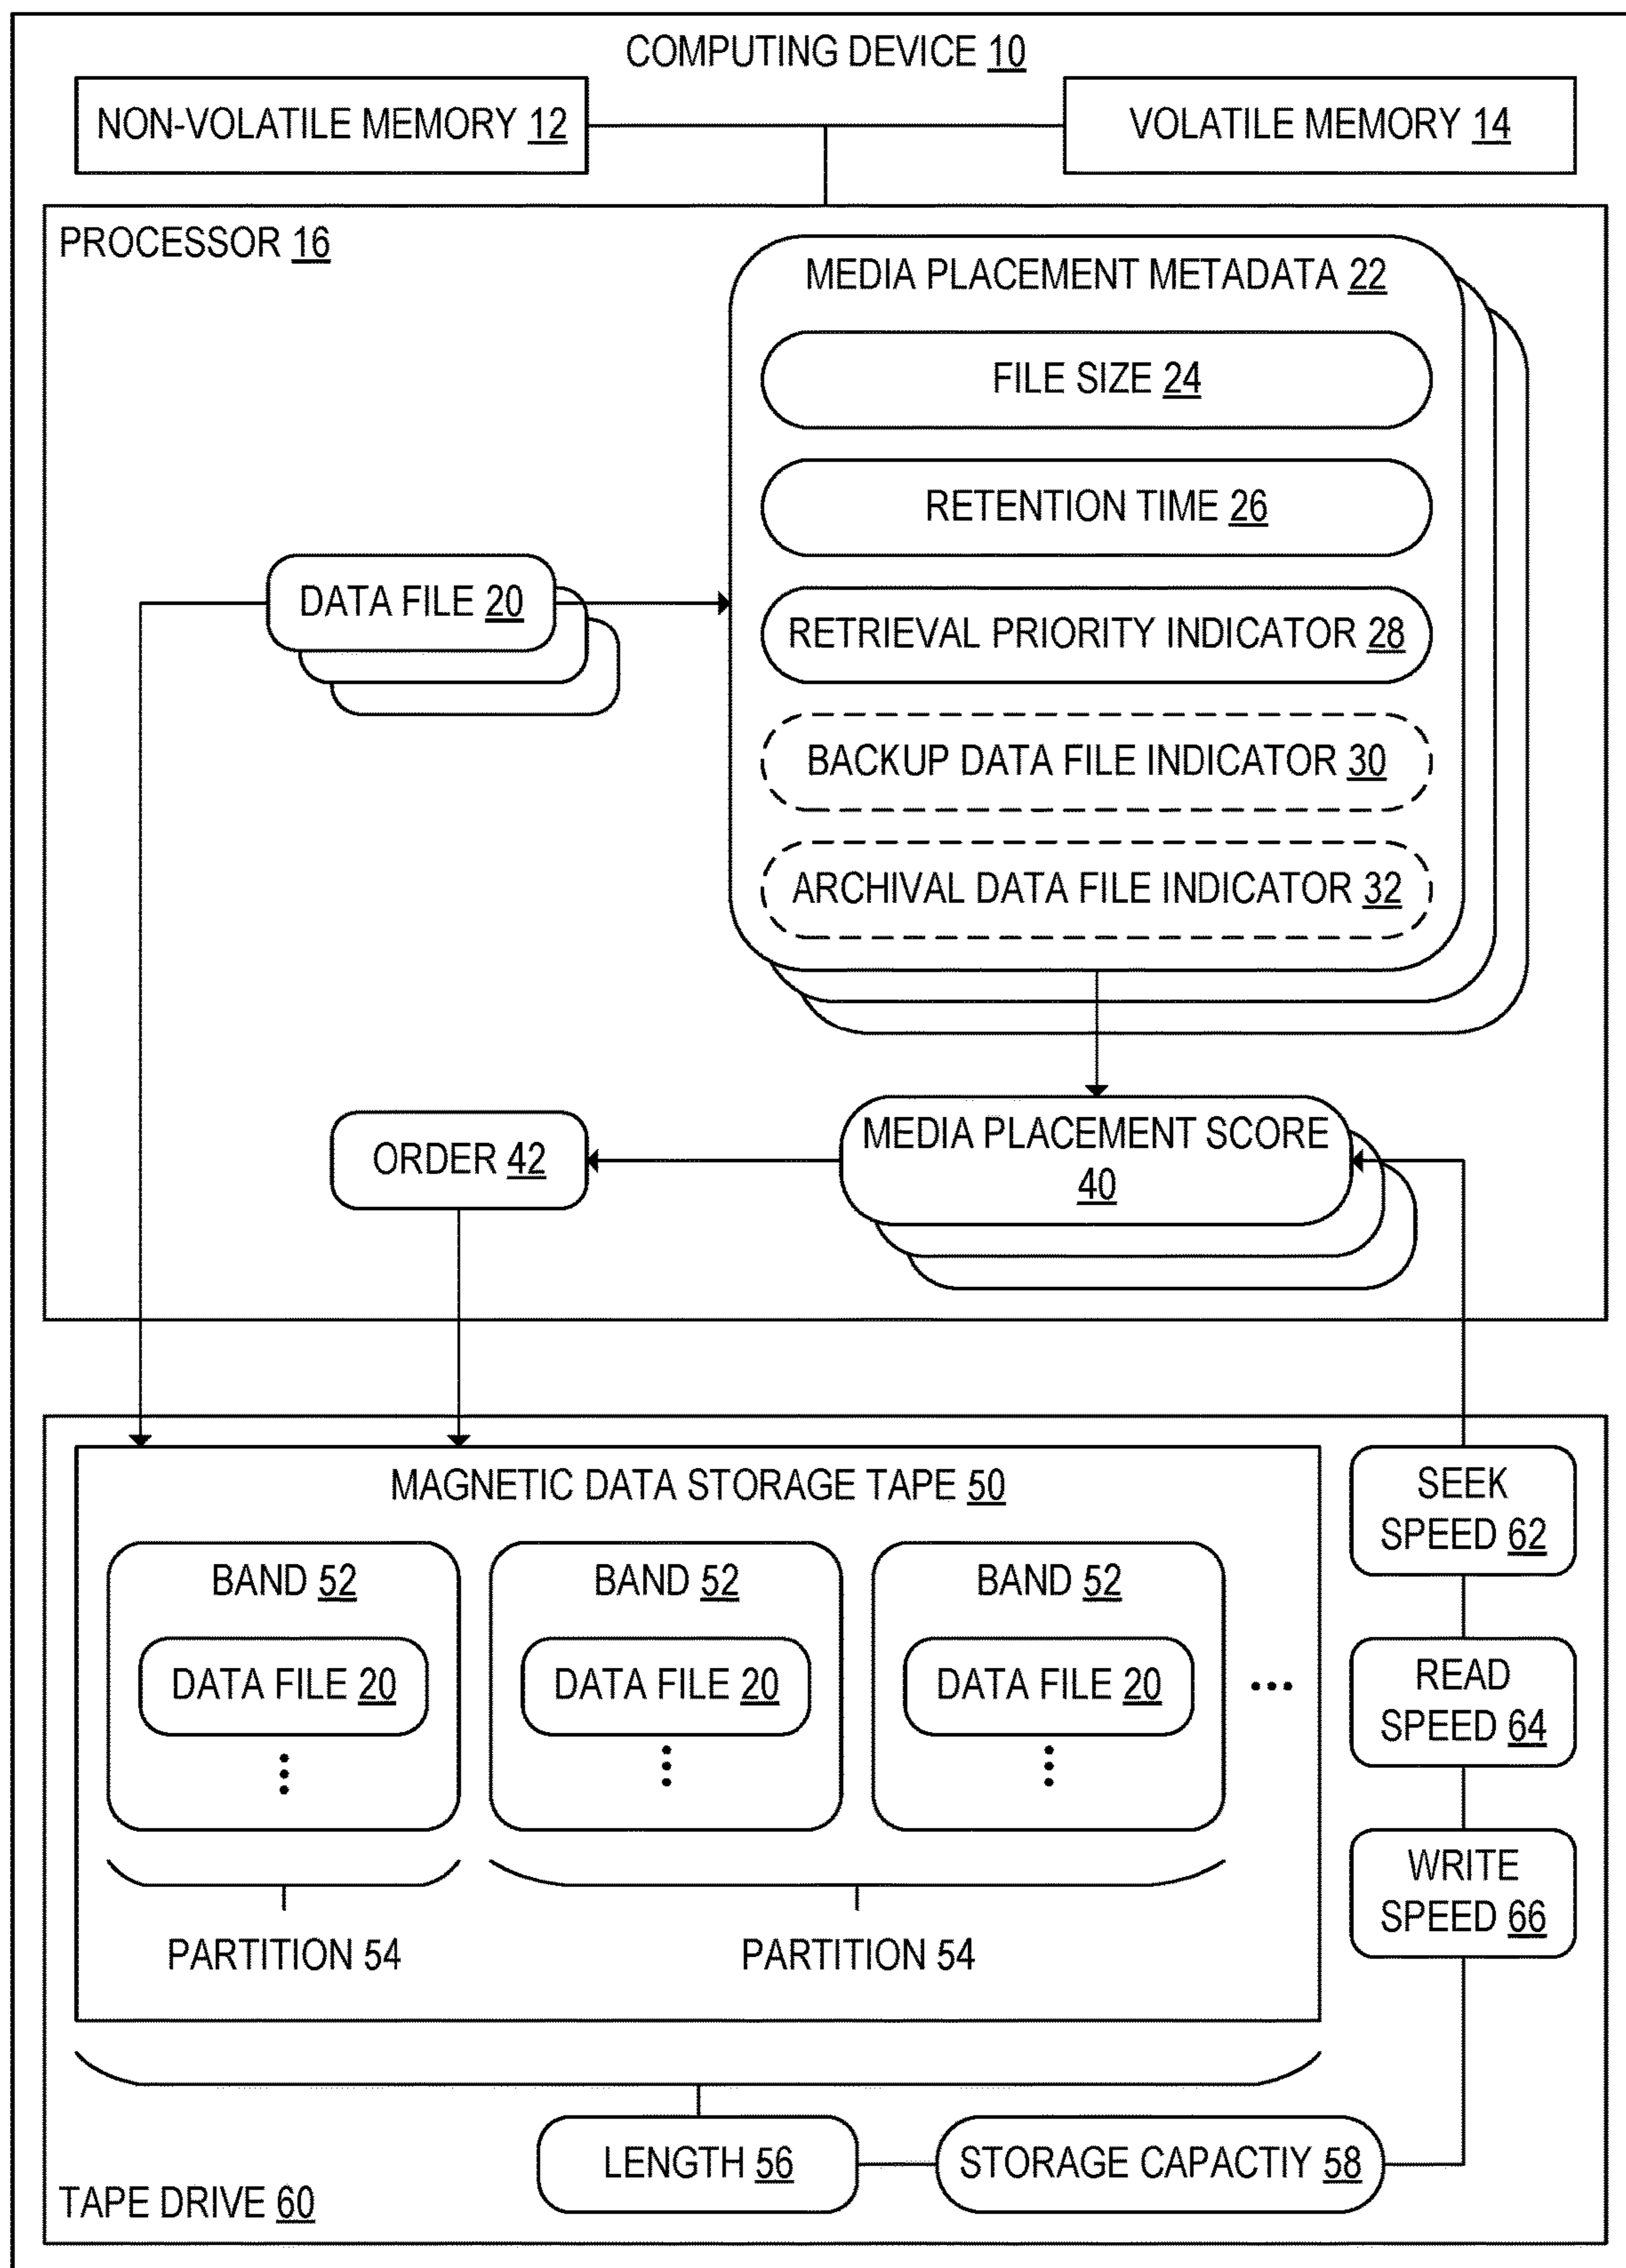 COMPUTING DEVICE 10
NON-VOLATILE MEMORY 12
VOLATILE MEMORY 14
PROCESSOR 16
MEDIA PLACEMENT METADATA 22
FILE SIZE 24
RETENTION TIME 26
DATA FILE 20
RETRIEVAL PRIORITY INDICATOR 28
BACKUP DATA FILE INDICATOR 30
ARCHIVAL DATA FILE INDICATOR 32
MEDIA PLACEMENT SCORE
40
ORDER 42
MAGNETIC DATA STORAGE TAPE 50
BAND 52
DATA FILE 20
BAND 52
DATA FILE 20
BAND 52
DATA FILE 20
PARTITION 54
PARTITION 54
SEEK
SPEED 62
READ
SPEED 64
WRITE
SPEED 66
LENGTH 56
STORAGE CAPACTIY 58
TAPE DRIVE 60